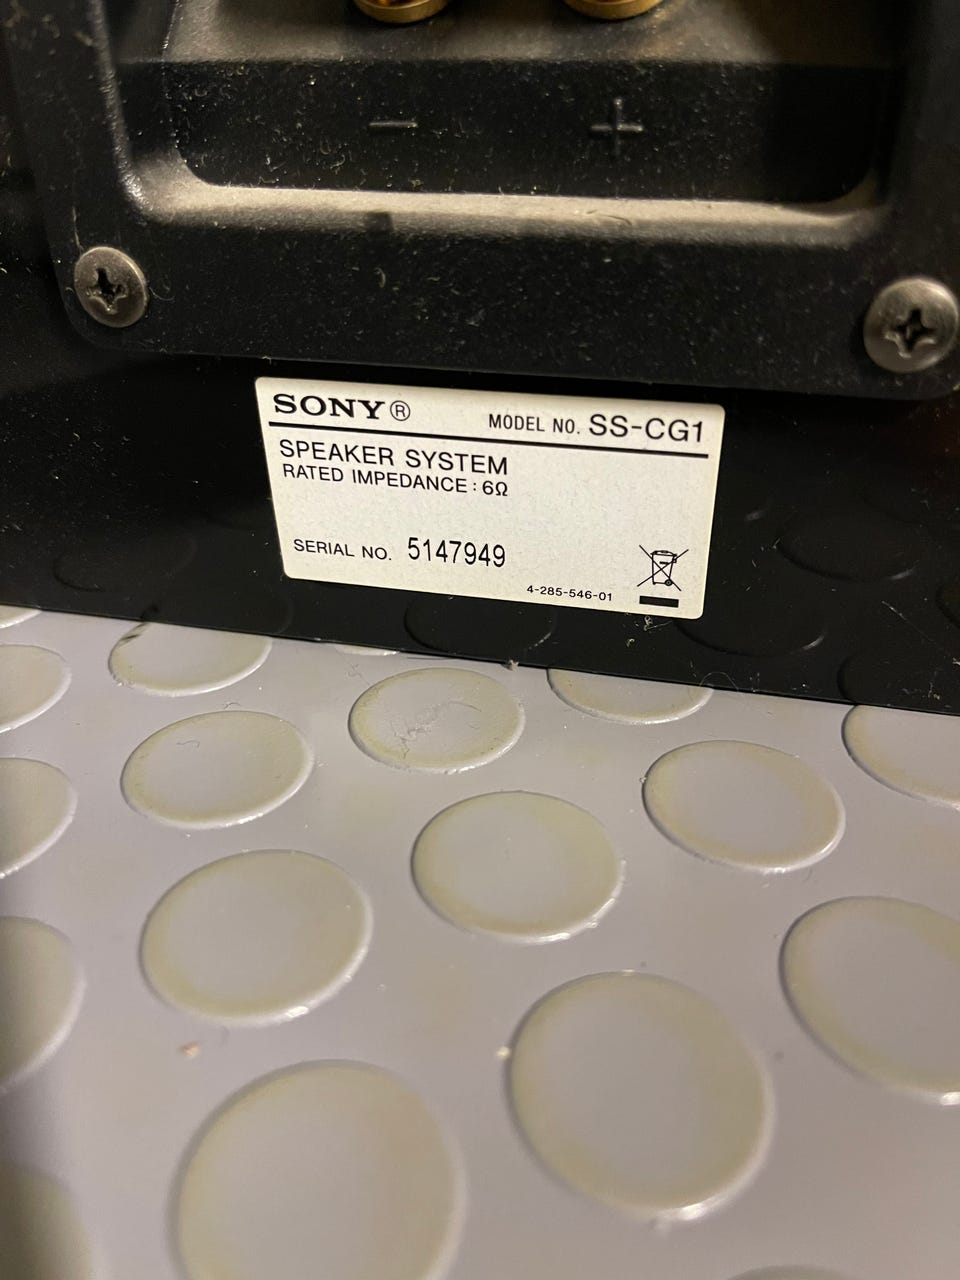 − +
SONY® MODEL NO. SS-CG1
SPEAKER SYSTEM
RATED IMPEDANCE : 6Ω
SERIAL NO. 5147949
4-285-546-01